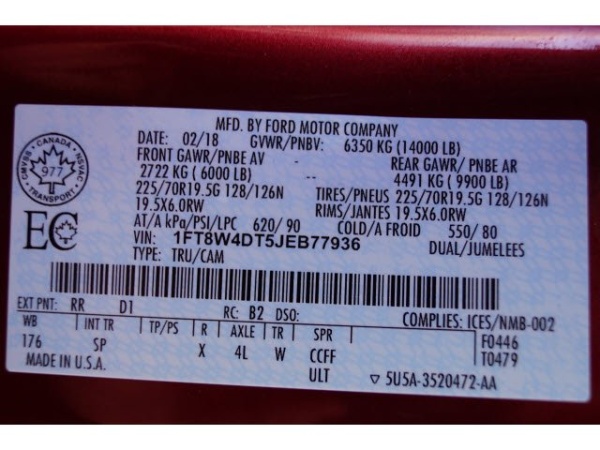 MFD. BY FORD MOTOR COMPANY
DATE: 02/18 GVWR/PNBV: 6350 KG (14000 LB)
FRONT GAWR/PNBE AV REAR GAWR/ PNBE AR
2722 KG ( 6000 LB) 4491 KG ( 9900 LB)
225/70R19.5G 128/126N TIRES/PNEUS 225/70R19.5G 128/126N
19.5X6.0RW RIMS/JANTES 19.5X6.0RW
AT/A kPa/PSI/LPC 620/ 90 COLD/A FROID 550/ 80
VIN: 1FT8W4DT5JEB77936 DUAL/JUMELEES
TYPE: TRU/CAM
CANADA
CMVSS NSVAC
977
TRANSPORT
EC
EXT PNT: RR D1 RC: B2 DSO: COMPLIES: ICES/NMB-002
WB INT TR TP/PS R AXLE TR SPR F0446
176 SP X 4L W CCFF T0479
MADE IN U.S.A. ULT ▽ 5U5A-3520472-AA